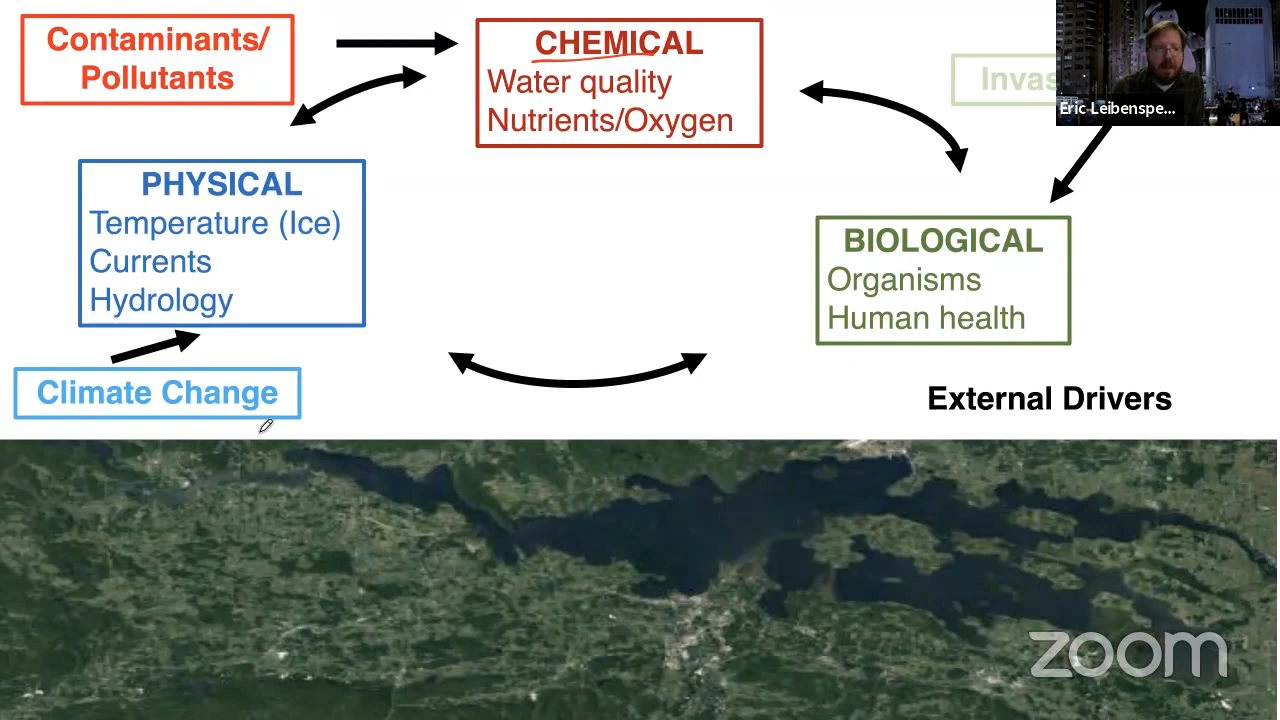 Contaminants/
Pollutants
CHEMICAL
Water quality
Nutrients/Oxygen
Eric Leibenspe...
PHYSICAL
Temperature (Ice)
Currents
Hydrology
BIOLOGICAL
Organisms
Human health
Climate Change
External Drivers
zoom